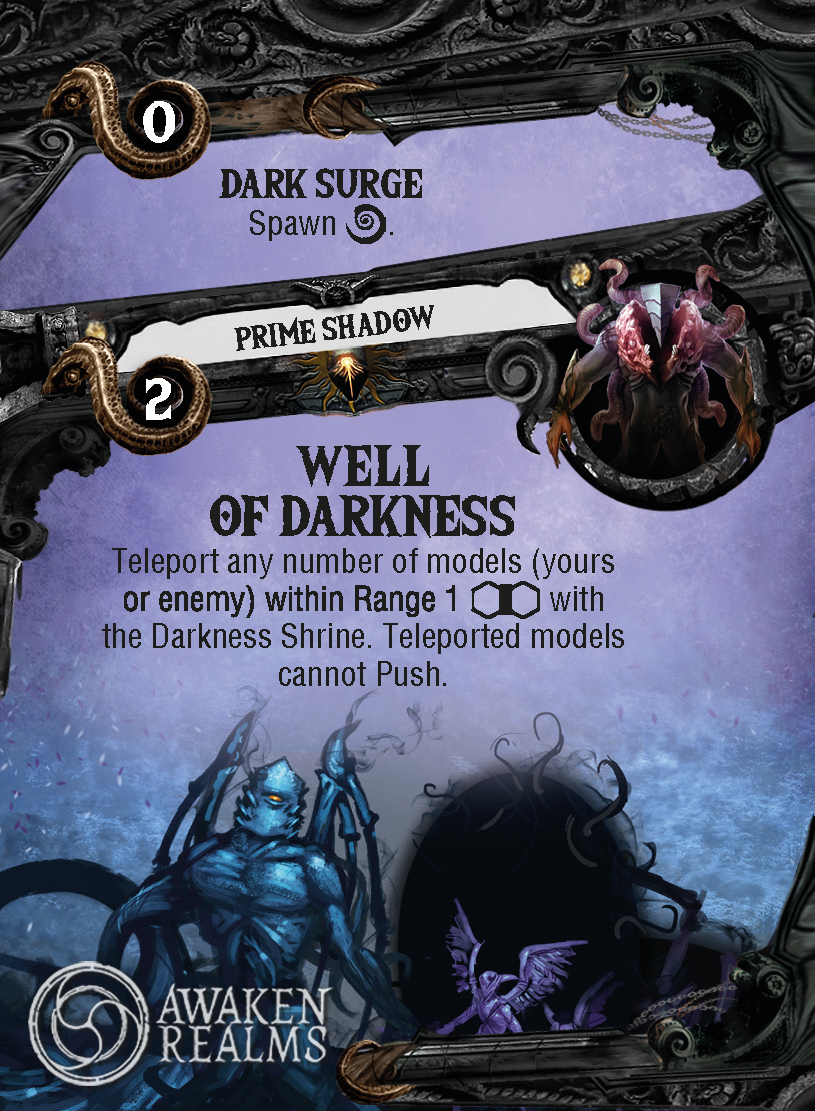 0
DARK SURGE
Spawn .
PRIME SHADOW
2
WELL
OF DARKNESS
Teleport any number of models (yours
or enemy) within Range 1 with
the Darkness Shrine. Teleported models
cannot Push.
AWAKEN
REALMS